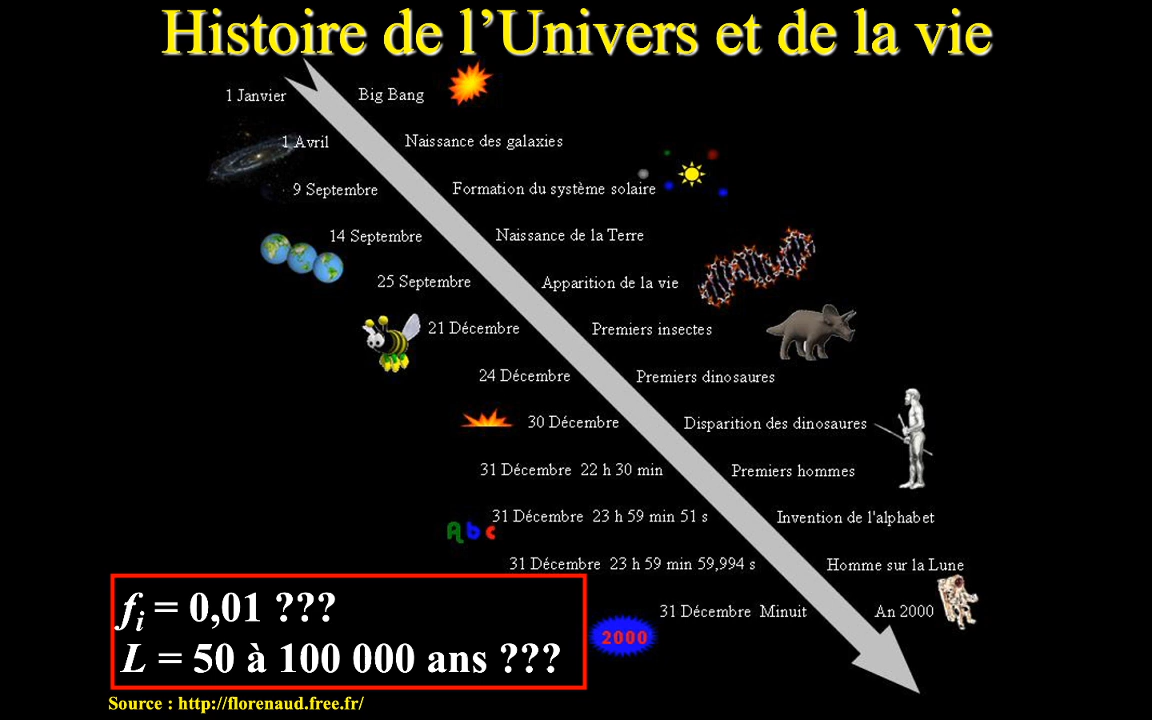 Histoire de l’Univers et de la vie
1 Janvier Big Bang
1 Avril Naissance des galaxies
9 Septembre Formation du système solaire
14 Septembre Naissance de la Terre
25 Septembre Apparition de la vie
21 Décembre Premiers insectes
24 Décembre Premiers dinosaures
30 Décembre Disparition des dinosaures
31 Décembre 22 h 30 min Premiers hommes
31 Décembre 23 h 59 min 51 s Invention de l'alphabet
Abc
31 Décembre 23 h 59 min 59,994 s Homme sur la Lune
31 Décembre Minuit An 2000
2000
fi = 0,01 ???
L = 50 à 100 000 ans ???
Source : http://florenaud.free.fr/